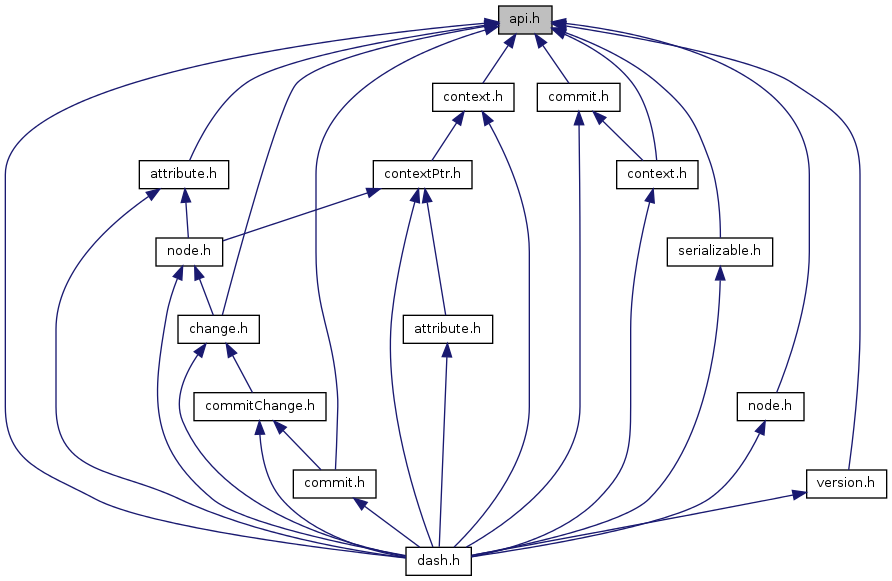 api.h
context.h
commit.h
attribute.h
contextPtr.h
context.h
node.h
serializable.h
change.h
attribute.h
commitChange.h
node.h
commit.h
version.h
dash.h